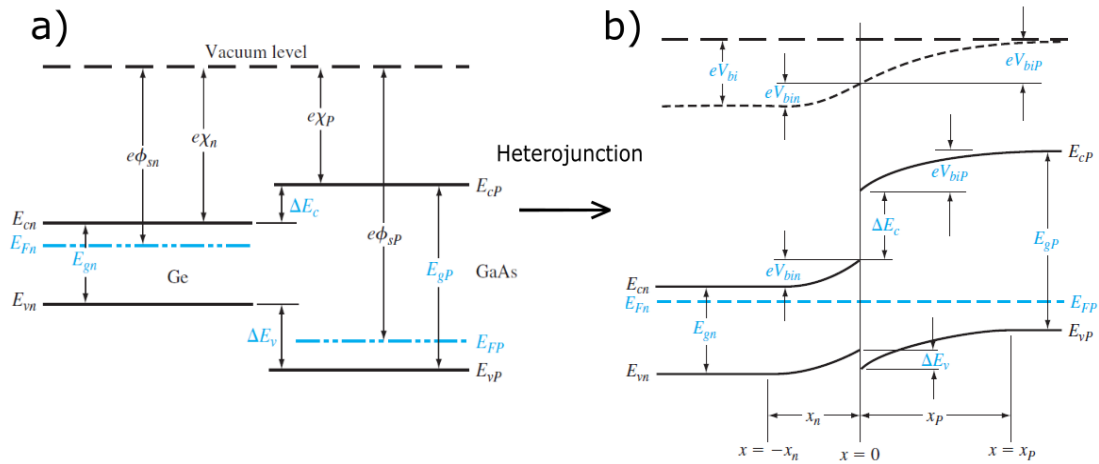 a)
Vacuum level
eϕsn
eχn
eχP
eϕsP
Ecn
EFn
Egn
Evn
Ge
ΔEc
ΔEv
EcP
EgP
GaAs
EFP
EvP
Heterojunction
b)
eVbi
eVbin
eVbiP
EcP
eVbiP
ΔEc
EgP
eVbin
Ecn
EFn
EFP
Egn
EvP
Evn
ΔEv
xn
xP
x = −xn
x = 0
x = xP